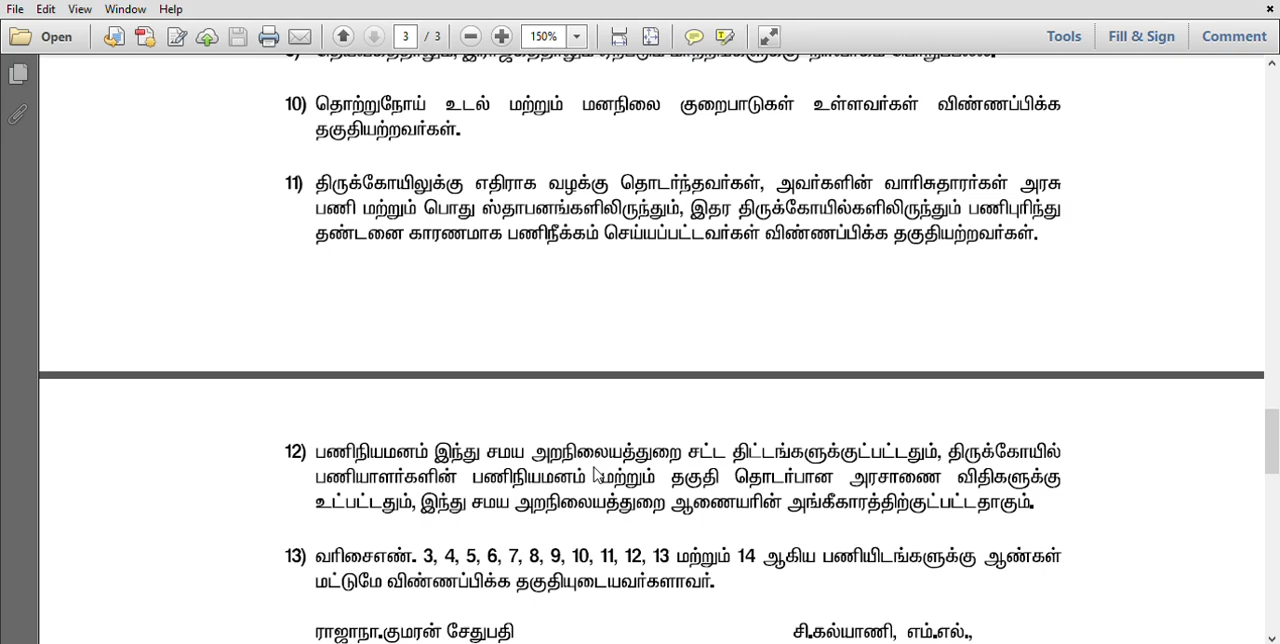 File Edit View Window Help
Open 3 / 3 150% Tools Fill & Sign Comment
10) தொற்றுநோய் உடல் மற்றும் மனநிலை குறைபாடுகள் உள்ளவர்கள் விண்ணப்பிக்க
தகுதியற்றவர்கள்.
11) திருக்கோயிலுக்கு எதிராக வழக்கு தொடர்ந்தவர்கள், அவர்களின் வாரிசுதாரர்கள் அரசு
பணி மற்றும் பொது ஸ்தாபனங்களிலிருந்தும், இதர திருக்கோயில்களிலிருந்தும் பணிபுரிந்து
தண்டனை காரணமாக பணிநீக்கம் செய்யப்பட்டவர்கள் விண்ணப்பிக்க தகுதியற்றவர்கள்.
12) பணிநியமனம் இந்து சமய அறநிலையத்துறை சட்ட திட்டங்களுக்குட்பட்டதும், திருக்கோயில்
பணியாளர்களின் பணிநியமனம் மற்றும் தகுதி தொடர்பான அரசாணை விதிகளுக்கு
உட்பட்டதும், இந்து சமய அறநிலையத்துறை ஆணையரின் அங்கீகாரத்திற்குட்பட்டதாகும்.
13) வரிசைஎண். 3, 4, 5, 6, 7, 8, 9, 10, 11, 12, 13 மற்றும் 14 ஆகிய பணியிடங்களுக்கு ஆண்கள்
மட்டுமே விண்ணப்பிக்க தகுதியுடையவர்களாவர்.
ராஜாநா.குமரன் சேதுபதி சி.கல்யாணி, எம்.எல்.,